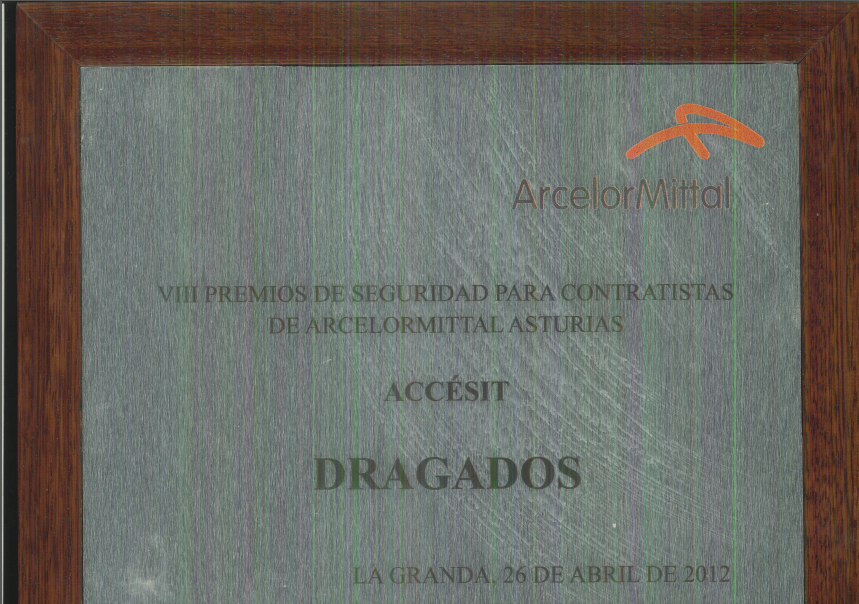 ArcelorMittal
VIII PREMIOS DE SEGURIDAD PARA CONTRATISTAS
DE ARCELORMITTAL ASTURIAS
ACCÉSIT
DRAGADOS
LA GRANDA, 26 DE ABRIL DE 2012